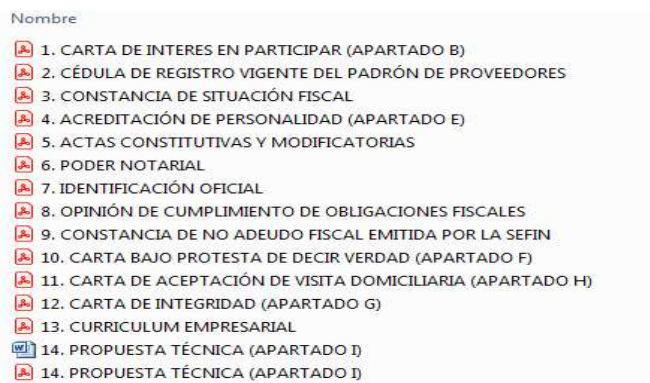 Nombre
1. CARTA DE INTERES EN PARTICIPAR (APARTADO B)
2. CÉDULA DE REGISTRO VIGENTE DEL PADRÓN DE PROVEEDORES
3. CONSTANCIA DE SITUACIÓN FISCAL
4. ACREDITACIÓN DE PERSONALIDAD (APARTADO E)
5. ACTAS CONSTITUTIVAS Y MODIFICATORIAS
6. PODER NOTARIAL
7. IDENTIFICACIÓN OFICIAL
8. OPINIÓN DE CUMPLIMIENTO DE OBLIGACIONES FISCALES
9. CONSTANCIA DE NO ADEUDO FISCAL EMITIDA POR LA SEFIN
10. CARTA BAJO PROTESTA DE DECIR VERDAD (APARTADO F)
11. CARTA DE ACEPTACIÓN DE VISITA DOMICILIARIA (APARTADO H)
12. CARTA DE INTEGRIDAD (APARTADO G)
13. CURRICULUM EMPRESARIAL
14. PROPUESTA TÉCNICA (APARTADO I)
14. PROPUESTA TÉCNICA (APARTADO I)